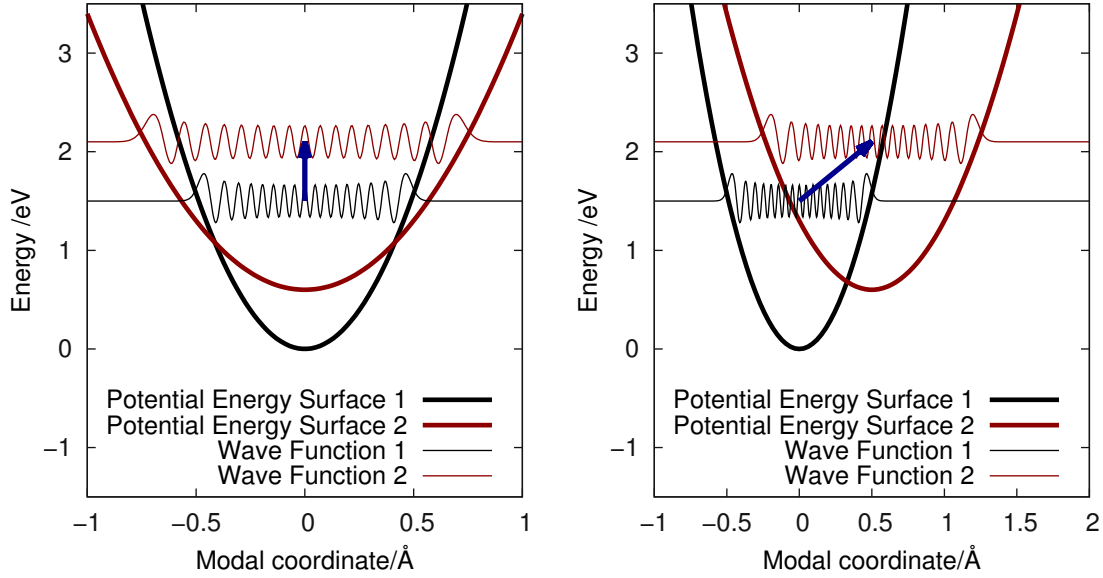 3
2
1
0
−1
Energy /eV
Potential Energy Surface 1
Potential Energy Surface 2
Wave Function 1
Wave Function 2
−1 −0.5 0 0.5 1
Modal coordinate/Å
3
2
1
0
−1
Energy /eV
Potential Energy Surface 1
Potential Energy Surface 2
Wave Function 1
Wave Function 2
−1 −0.5 0 0.5 1 1.5 2
Modal coordinate/Å